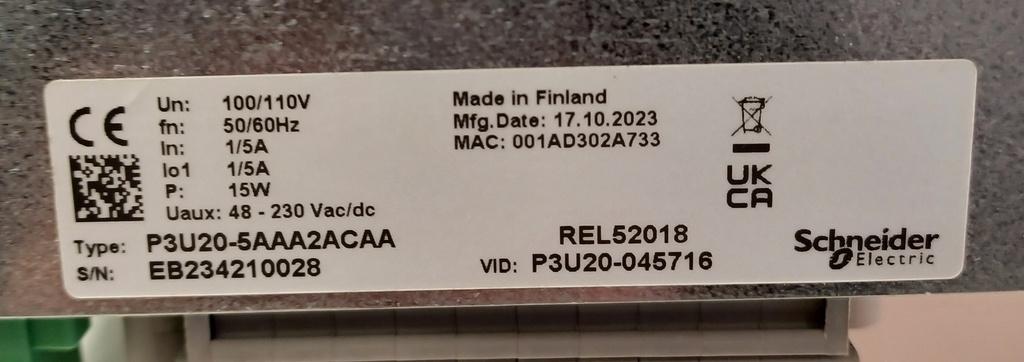 CE
Un: 100/110V
fn: 50/60Hz
In: 1/5A
Io1 1/5A
P: 15W
Uaux: 48 - 230 Vac/dc
Type: P3U20-5AAA2ACAA
S/N: EB234210028
Made in Finland
Mfg.Date: 17.10.2023
MAC: 001AD302A733
REL52018
VID: P3U20-045716
UK
CA
Schneider
Electric